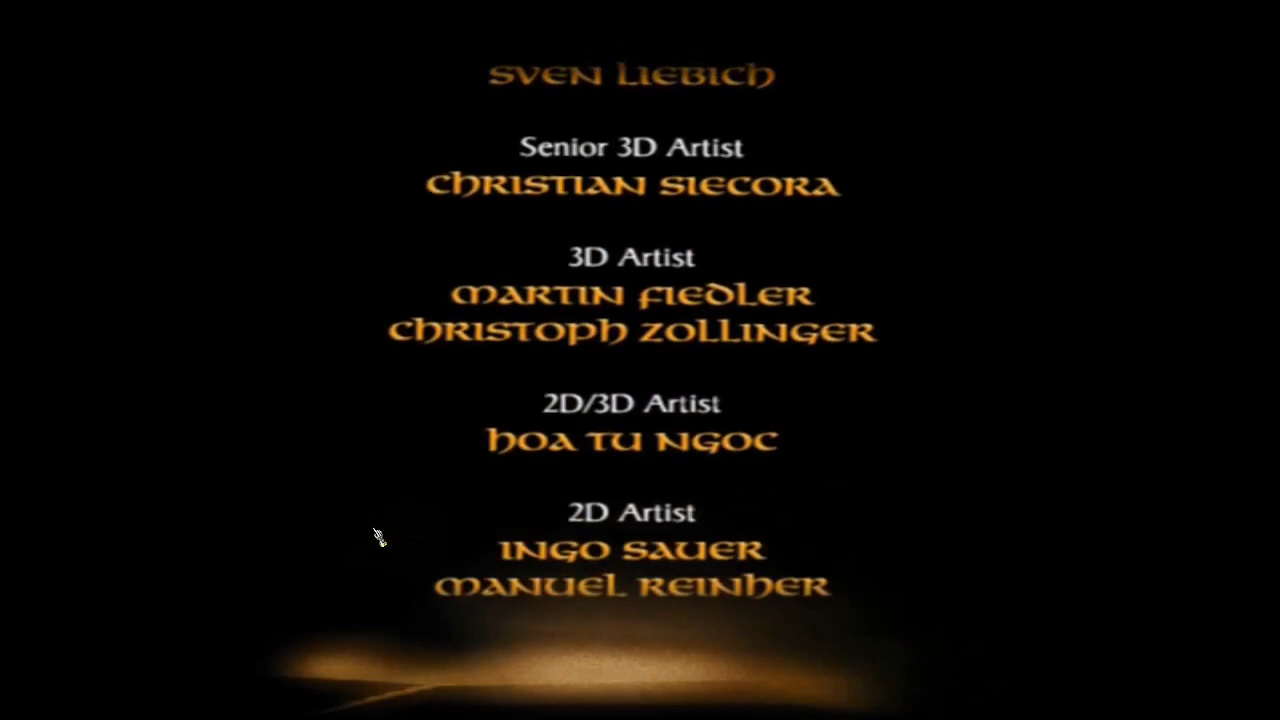 SVEN LIEBICH
Senior 3D Artist
CHRISTIAN SIECORA
3D Artist
MARTIN FIEDLER
CHRISTOPH ZOLLINGER
2D/3D Artist
HOA TU NGOC
2D Artist
INGO SAUER
MANUEL REINHER